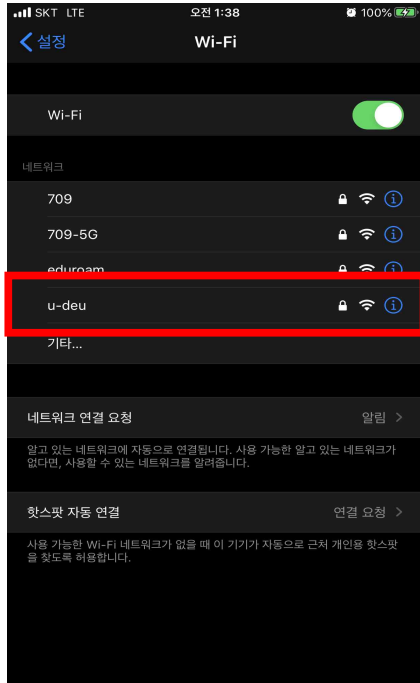 SKT LTE 오전 1:38 100%
설정 Wi-Fi
Wi-Fi
네트워크
709
709-5G
eduroam
u-deu
기타...
네트워크 연결 요청 알림
알고 있는 네트워크에 자동으로 연결됩니다. 사용 가능한 알고 있는 네트워크가
없다면, 사용할 수 있는 네트워크를 알려줍니다.
핫스팟 자동 연결 연결 요청
사용 가능한 Wi-Fi 네트워크가 없을 때 이 기기가 자동으로 근처 개인용 핫스팟
을 찾도록 허용합니다.